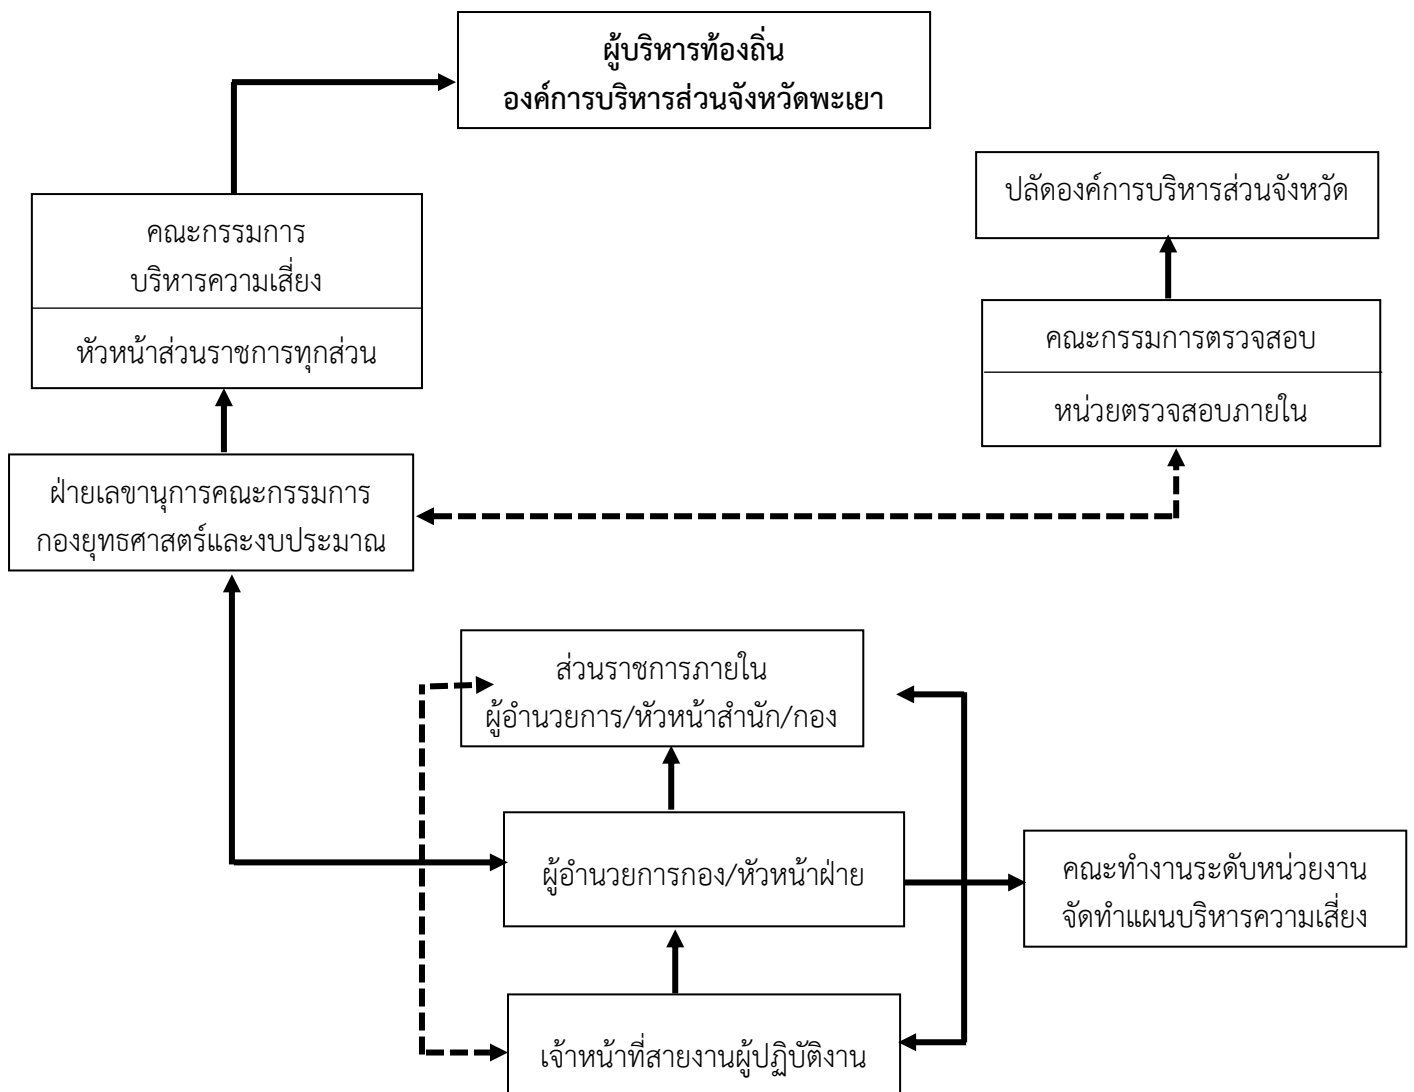 ผู้บริหารท้องถิ่น
องค์การบริหารส่วนจังหวัดพะเยา
ปลัดองค์การบริหารส่วนจังหวัด
คณะกรรมการ
บริหารความเสี่ยง
หัวหน้าส่วนราชการทุกส่วน
คณะกรรมการตรวจสอบ
หน่วยตรวจสอบภายใน
ฝ่ายเลขานุการคณะกรรมการ
กองยุทธศาสตร์และงบประมาณ
ส่วนราชการภายใน
ผู้อำนวยการ/หัวหน้าสำนัก/กอง
ผู้อำนวยการกอง/หัวหน้าฝ่าย
คณะทำงานระดับหน่วยงาน
จัดทำแผนบริหารความเสี่ยง
เจ้าหน้าที่สายงานผู้ปฏิบัติงาน